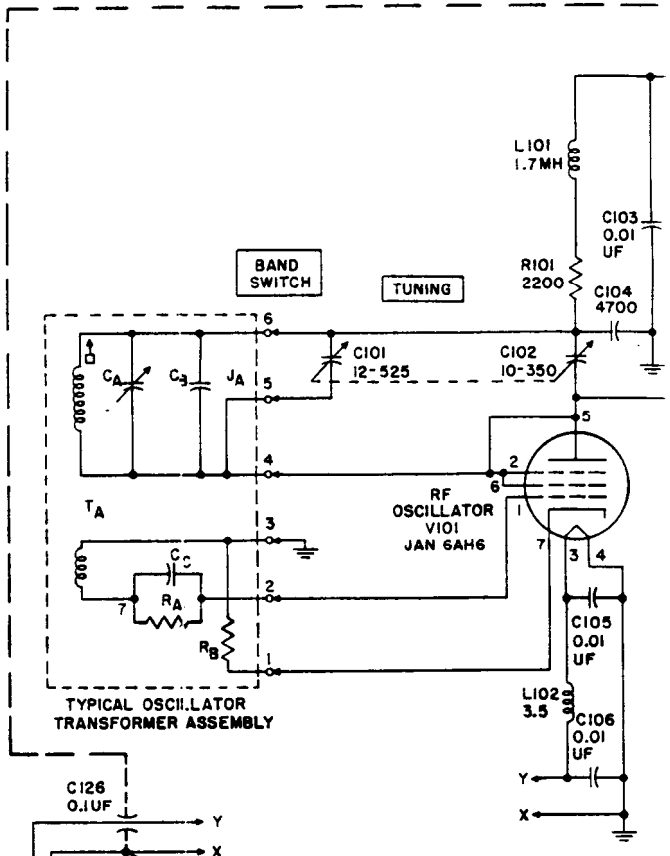 L101
1.7MH
C103
0.01
UF
BAND
SWITCH
TUNING
R101
2200
C104
4700
6
C101
12-525
C102
10-350
CA
CB
JA
5
5
4
2
6
1
RF
OSCILLATOR
V101
JAN 6AH6
TA
3
7
3
4
CC
7
RA
2
RB
1
C105
0.01
UF
TYPICAL OSCILLATOR
TRANSFORMER ASSEMBLY
L102
3.5
C106
0.01
UF
C126
0.1UF
Y
X
Y
X